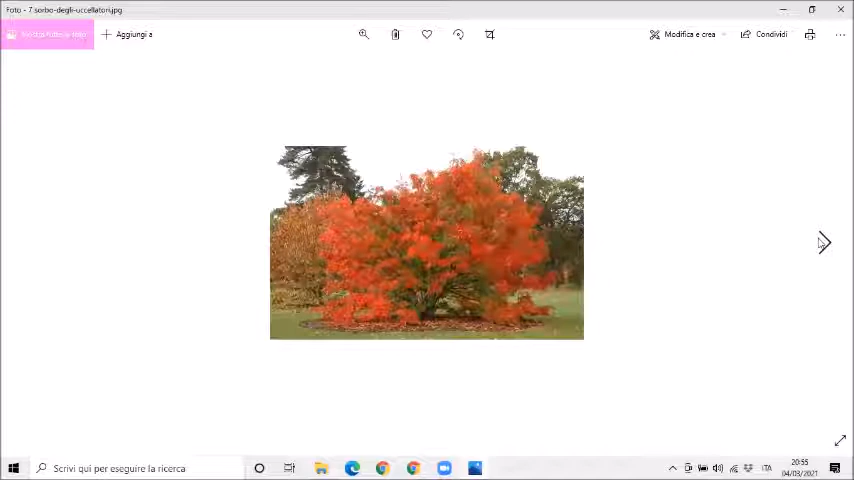 Foto - 7 sorbo-degli-uccellatori.jpg
Aggiungi a
Modifica e crea
Condividi
Scrivi qui per eseguire la ricerca
ITA
20:55
04/03/2021